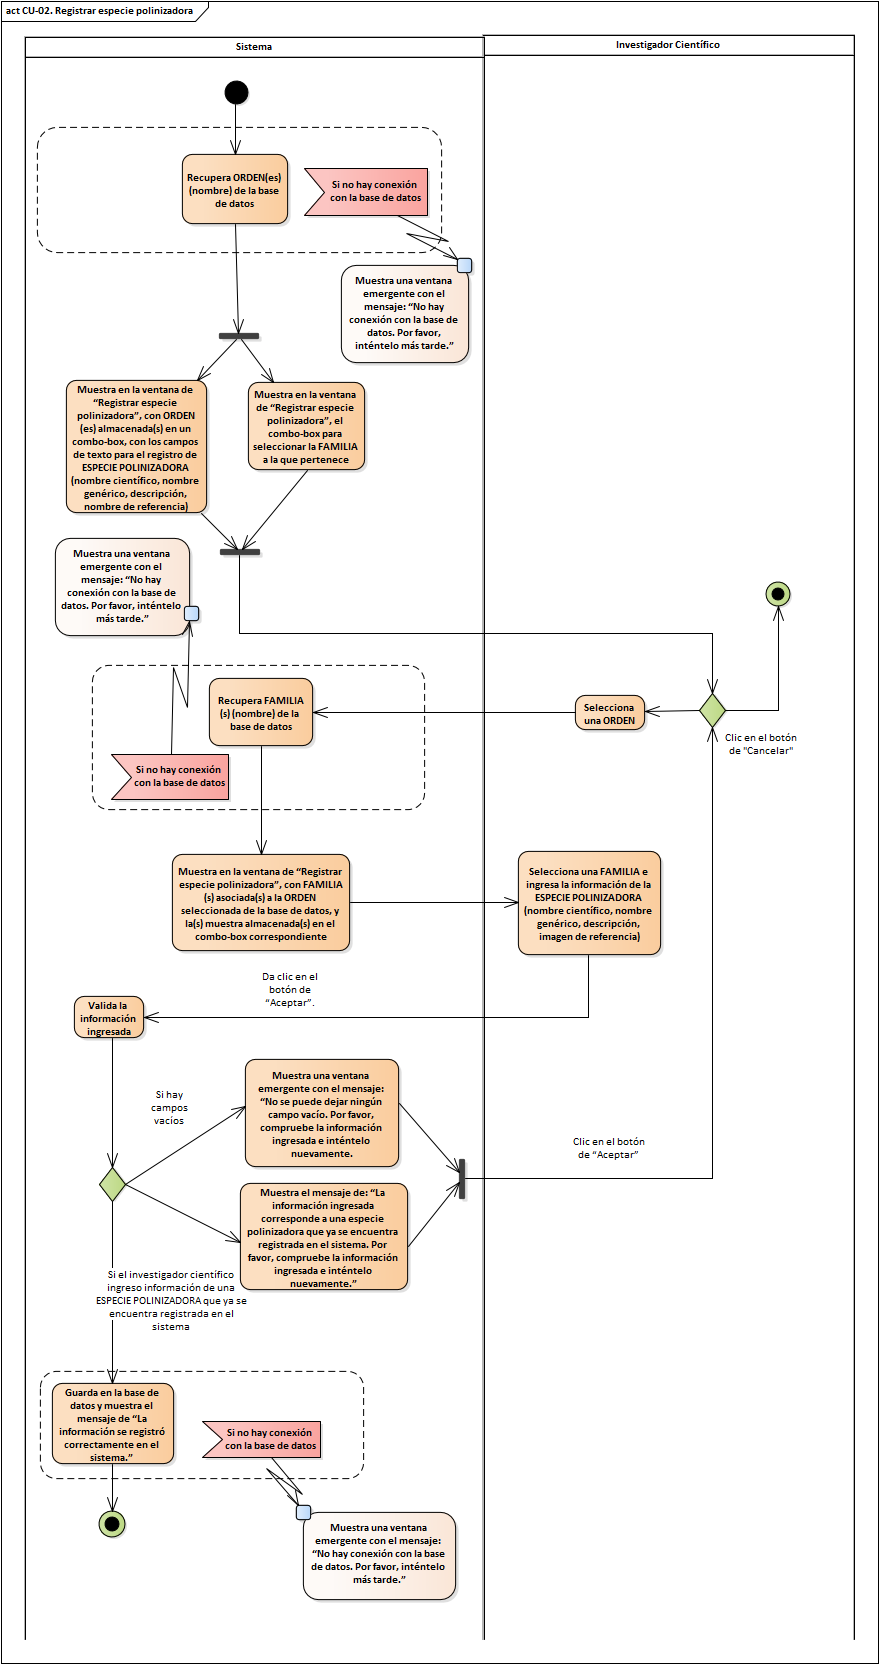 act CU-02. Registrar especie polinizadora
Sistema
Investigador Científico
Recupera ORDEN(es)
(nombre) de la base
de datos
Si no hay conexión
con la base de datos
Muestra una ventana
emergente con el
mensaje: “No hay
conexión con la base de
datos. Por favor,
inténtelo más tarde.”
Muestra en la ventana de
“Registrar especie
polinizadora”, con ORDEN
(es) almacenada(s) en un
combo-box, con los campos
de texto para el registro de
ESPECIE POLINIZADORA
(nombre científico, nombre
genérico, descripción,
nombre de referencia)
Muestra en la ventana
de “Registrar especie
polinizadora”, el
combo-box para
seleccionar la FAMILIA
a la que pertenece
Muestra una ventana
emergente con el
mensaje: “No hay
conexión con la base de
datos. Por favor, inténtelo
más tarde.”
Recupera FAMILIA
(s) (nombre) de la
base de datos
Selecciona
una ORDEN
Clic en el botón
de "Cancelar"
Si no hay conexión
con la base de datos
Muestra en la ventana de “Registrar
especie polinizadora”, con FAMILIA
(s) asociada(s) a la ORDEN
seleccionada de la base de datos, y
la(s) muestra almacenada(s) en el
combo-box correspondiente
Selecciona una FAMILIA e
ingresa la información de la
ESPECIE POLINIZADORA
(nombre científico, nombre
genérico, descripción,
imagen de referencia)
Da clic en el
botón de
“Aceptar”.
Valida la
información
ingresada
Si hay
campos
vacíos
Muestra una ventana
emergente con el mensaje:
“No se puede dejar ningún
campo vacío. Por favor,
compruebe la información
ingresada e inténtelo
nuevamente.
Clic en el botón
de “Aceptar”
Muestra el mensaje de: “La
información ingresada
corresponde a una especie
polinizadora que ya se encuentra
registrada en el sistema. Por
favor, compruebe la información
ingresada e inténtelo
nuevamente.”
Si el investigador científico
ingreso información de una
ESPECIE POLINIZADORA que ya se
encuentra registrada en el
sistema
Guarda en la base de
datos y muestra el
mensaje de “La
información se registró
correctamente en el
sistema.”
Si no hay conexión
con la base de datos
Muestra una ventana
emergente con el mensaje:
“No hay conexión con la base
de datos. Por favor, inténtelo
más tarde.”